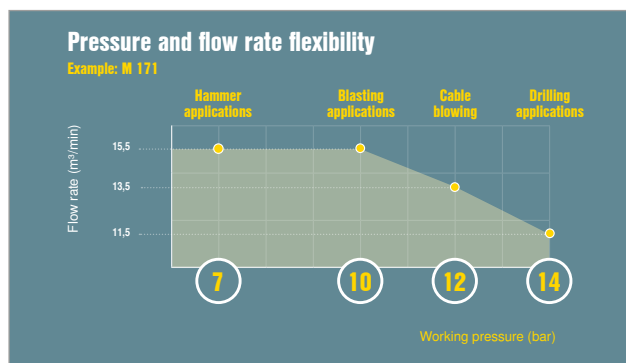 Pressure and flow rate flexibility
Example: M 171
Hammer
applications
Blasting
applications
Cable
blowing
Drilling
applications
Flow rate (m³/min)
15,5
13,5
11,5
7
10
12
14
Working pressure (bar)